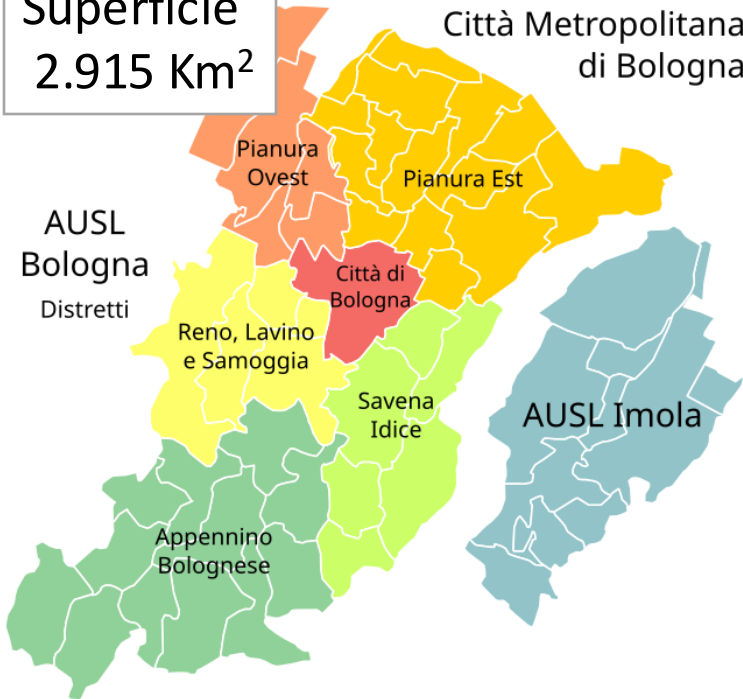 Superficie
2.915 Km²
Città Metropolitana
di Bologna
Pianura
Ovest
Pianura Est
AUSL
Bologna
Distretti
Città di
Bologna
Reno, Lavino
e Samoggia
Savena
Idice
AUSL Imola
Appennino
Bolognese